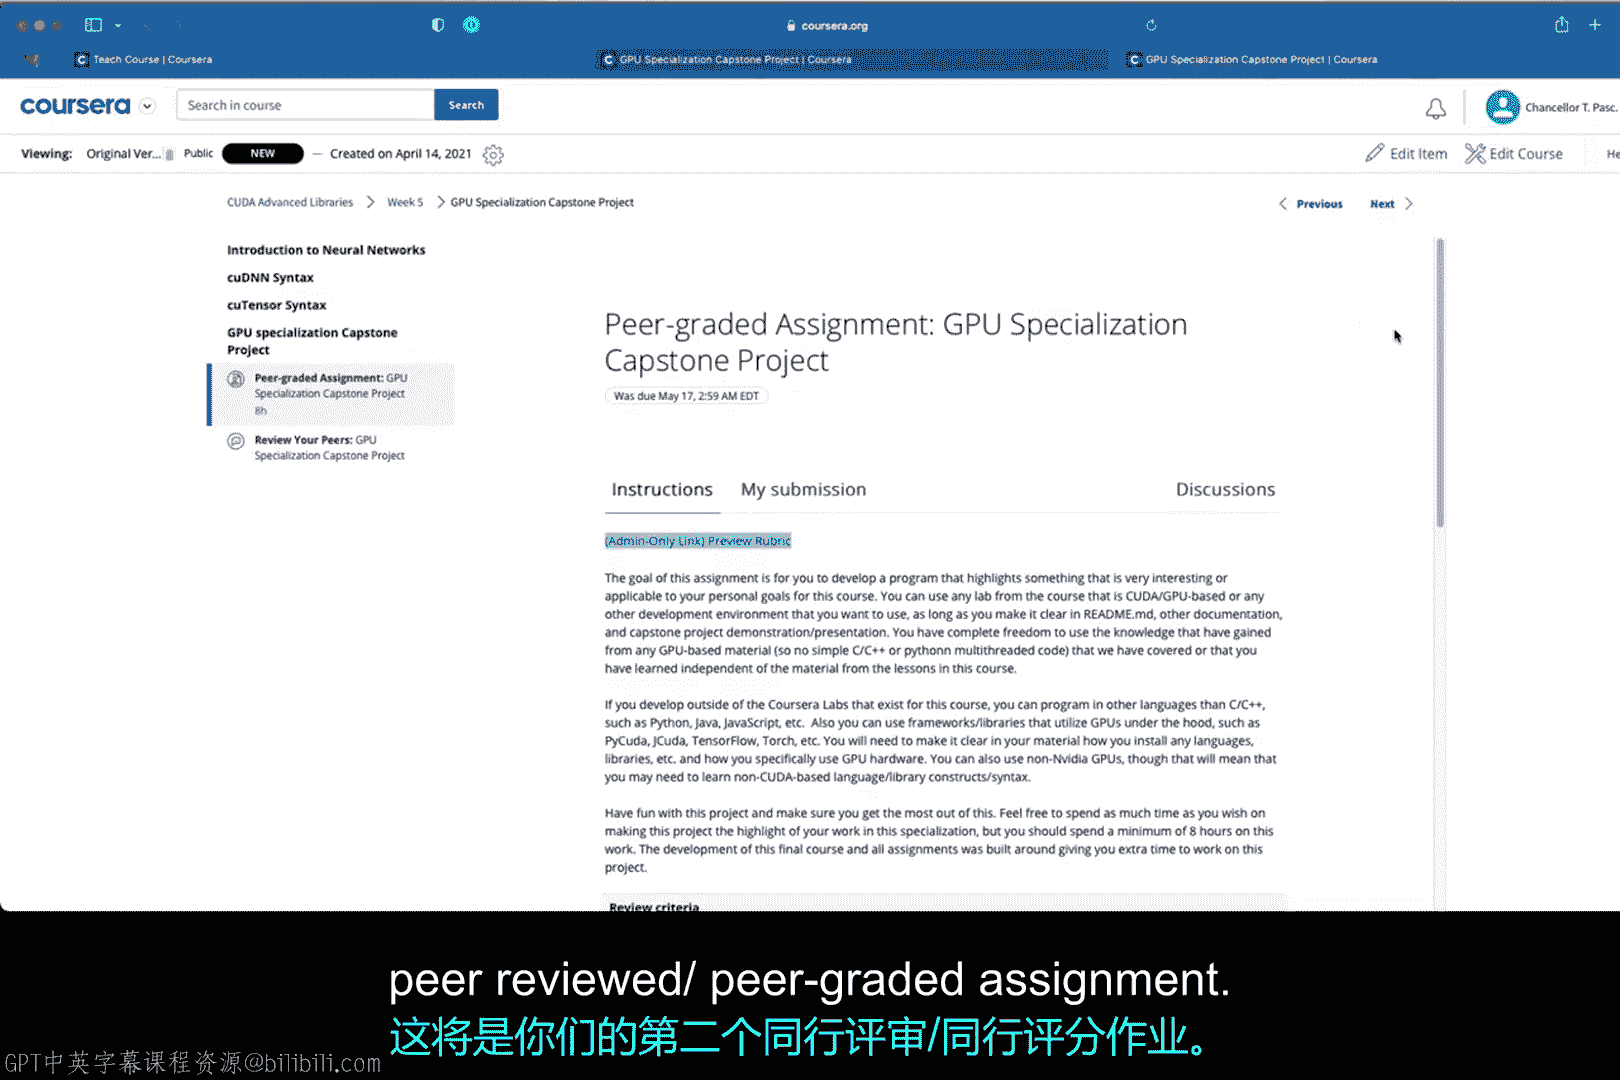 coursera.org
Teach Course | Coursera
GPU Specialization Capstone Project | Coursera
GPU Specialization Capstone Project | Coursera
coursera
Search in course
Search
Chancellor T. Pasc.
Viewing: Original Ver... Public NEW — Created on April 14, 2021
Edit Item
Edit Course
He
CUDA Advanced Libraries > Week 5 > GPU Specialization Capstone Project
Previous
Next
Introduction to Neural Networks
cuDNN Syntax
cuTensor Syntax
GPU specialization Capstone
Project
Peer-graded Assignment: GPU
Specialization Capstone Project
8h
Review Your Peers: GPU
Specialization Capstone Project
Peer-graded Assignment: GPU Specialization
Capstone Project
Was due May 17, 2:59 AM EDT
Instructions
My submission
Discussions
(Admin-Only Link) Preview Rubric
The goal of this assignment is for you to develop a program that highlights something that is very interesting or
applicable to your personal goals for this course. You can use any lab from the course that is CUDA/GPU-based or any
other development environment that you want to use, as long as you make it clear in README.md, other documentation,
and capstone project demonstration/presentation. You have complete freedom to use the knowledge that have gained
from any GPU-based material (so no simple C/C++ or pythonn multithreaded code) that we have covered or that you
have learned independent of the material from the lessons in this course.
If you develop outside of the Coursera Labs that exist for this course, you can program in other languages than C/C++,
such as Python, Java, JavaScript, etc. Also you can use frameworks/libraries that utilize GPUs under the hood, such as
PyCuda, JCuda, TensorFlow, Torch, etc. You will need to make it clear in your material how you install any languages,
libraries, etc. and how you specifically use GPU hardware. You can also use non-Nvidia GPUs, though that will mean that
you may need to learn non-CUDA-based language/library constructs/syntax.
Have fun with this project and make sure you get the most out of this. Feel free to spend as much time as you wish on
making this project the highlight of your work in this specialization, but you should spend a minimum of 8 hours on this
work. The development of this final course and all assignments was built around giving you extra time to work on this
project.
Review criteria
peer reviewed/ peer-graded assignment.
这将是你们的第二个同行评审/同行评分作业。
GPT中英字幕课程资源@bilibili.com